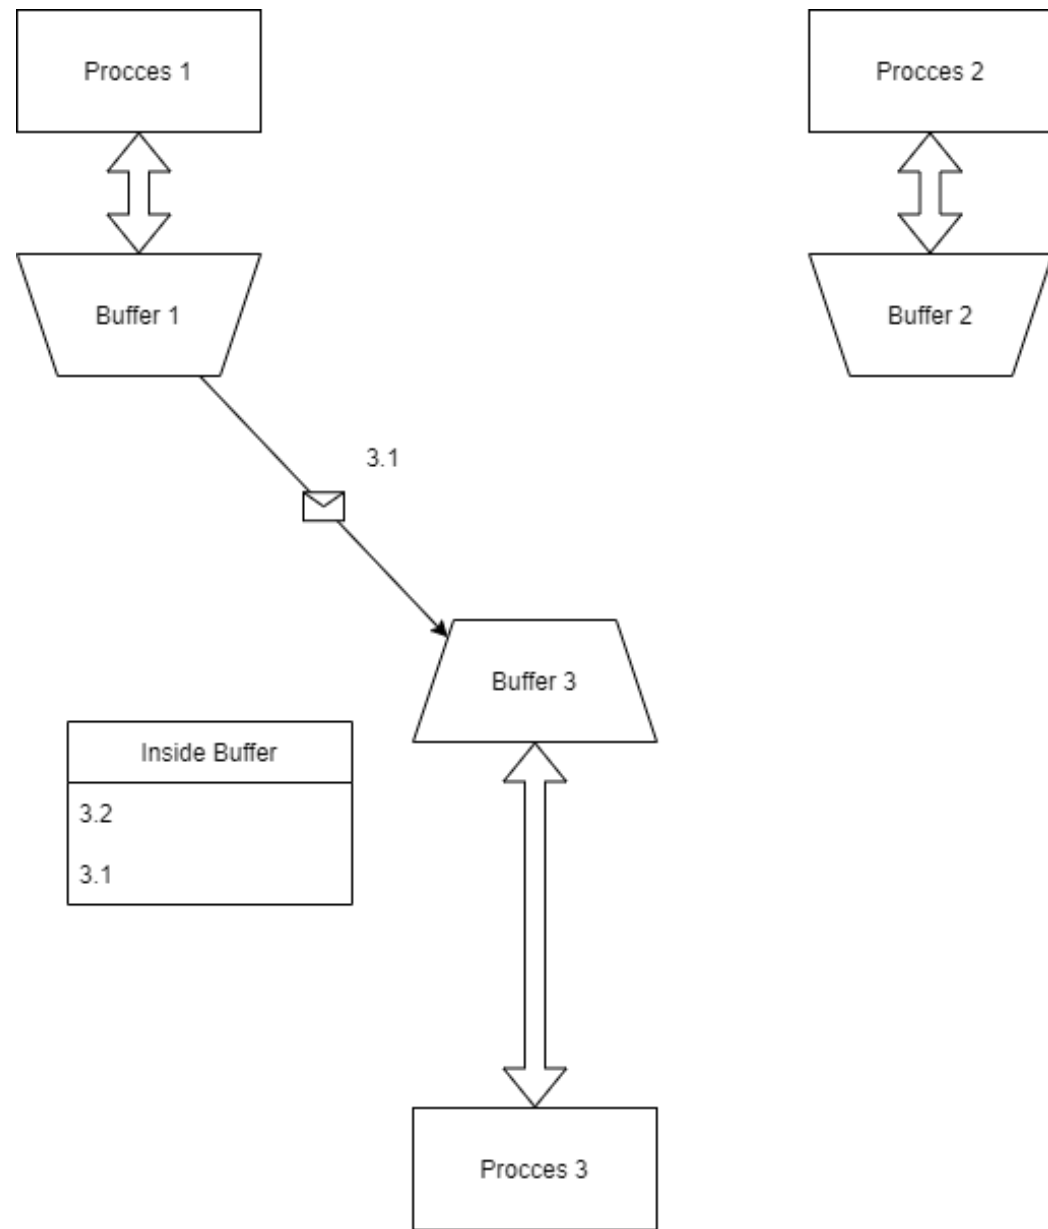 Procces 1
Procces 2
Buffer 1
Buffer 2
3.1
Buffer 3
Inside Buffer
3.2
3.1
Procces 3